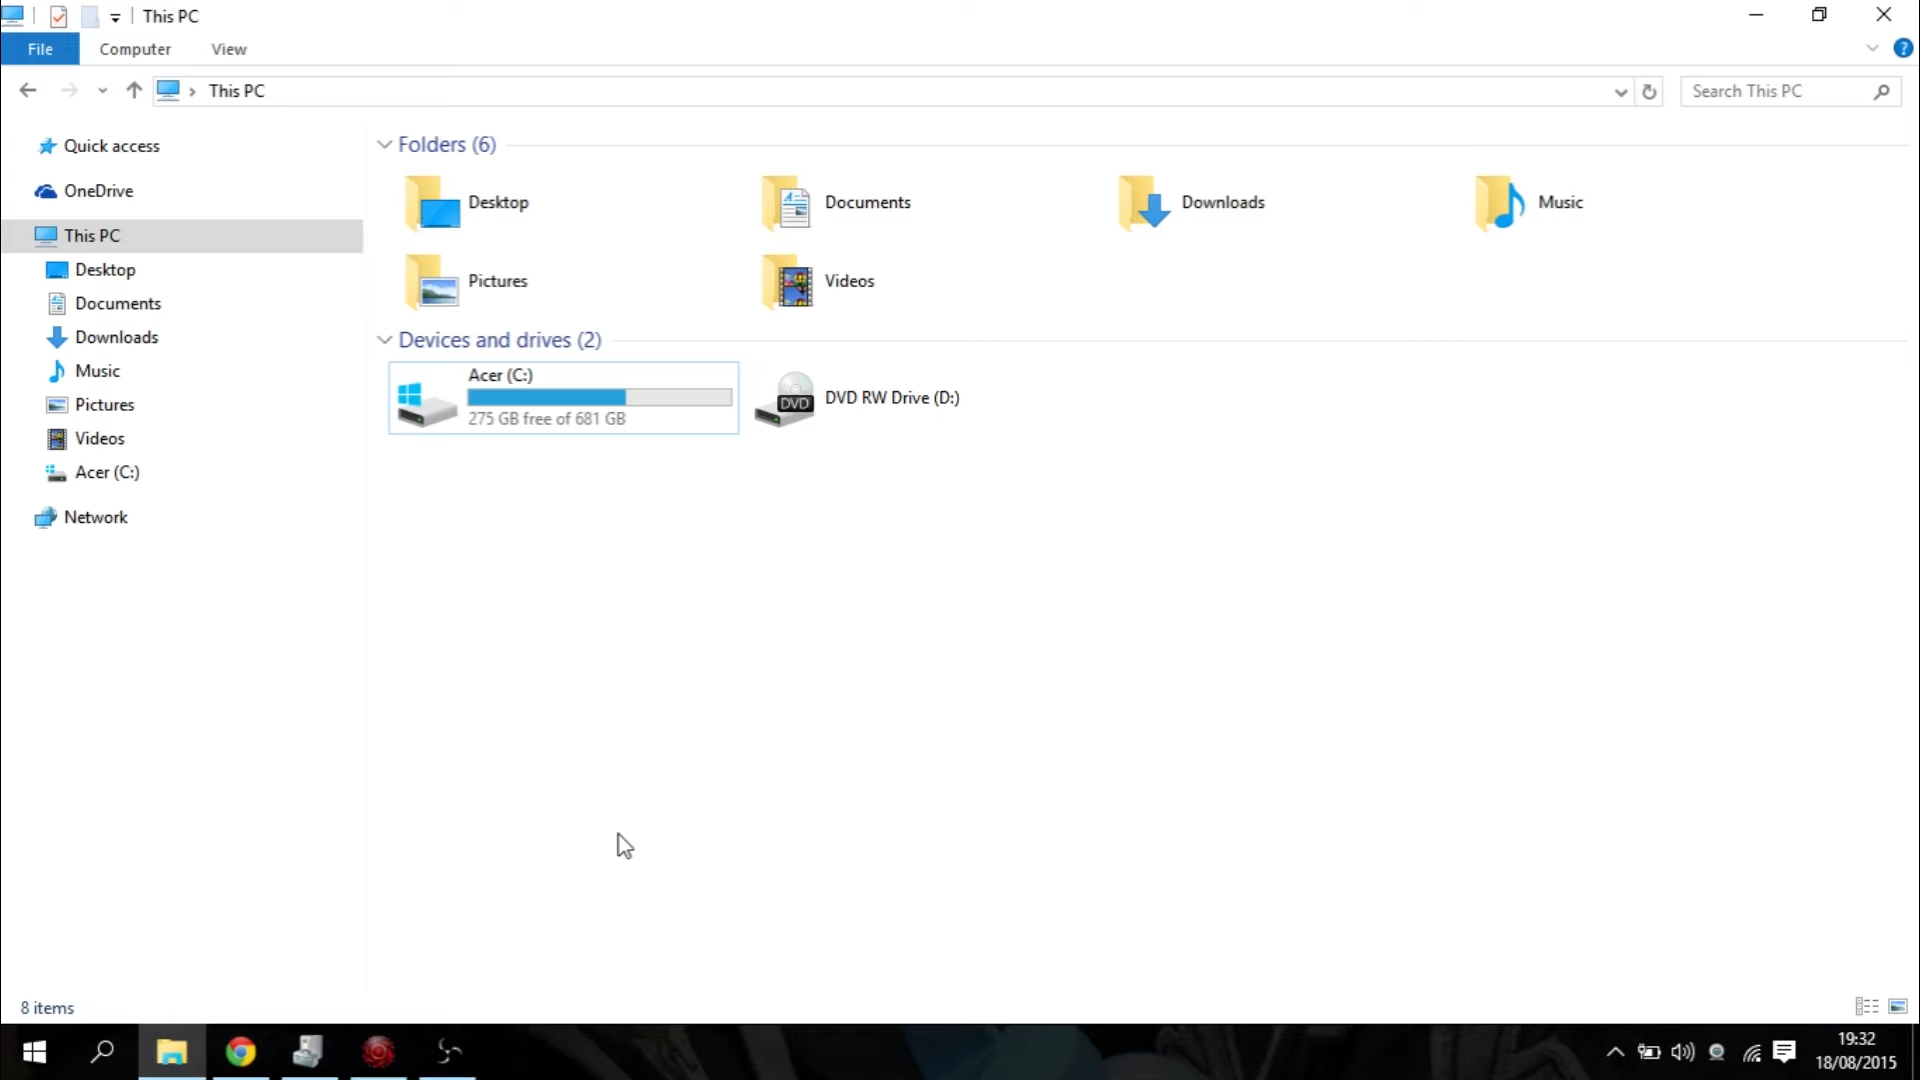 This PC
File
Computer
View
This PC
Search This PC
Quick access
OneDrive
This PC
Desktop
Documents
Downloads
Music
Pictures
Videos
Acer (C:)
Network
Folders (6)
Desktop
Documents
Downloads
Music
Pictures
Videos
Devices and drives (2)
Acer (C:)
275 GB free of 681 GB
DVD
DVD RW Drive (D:)
8 items
19:32
18/08/2015